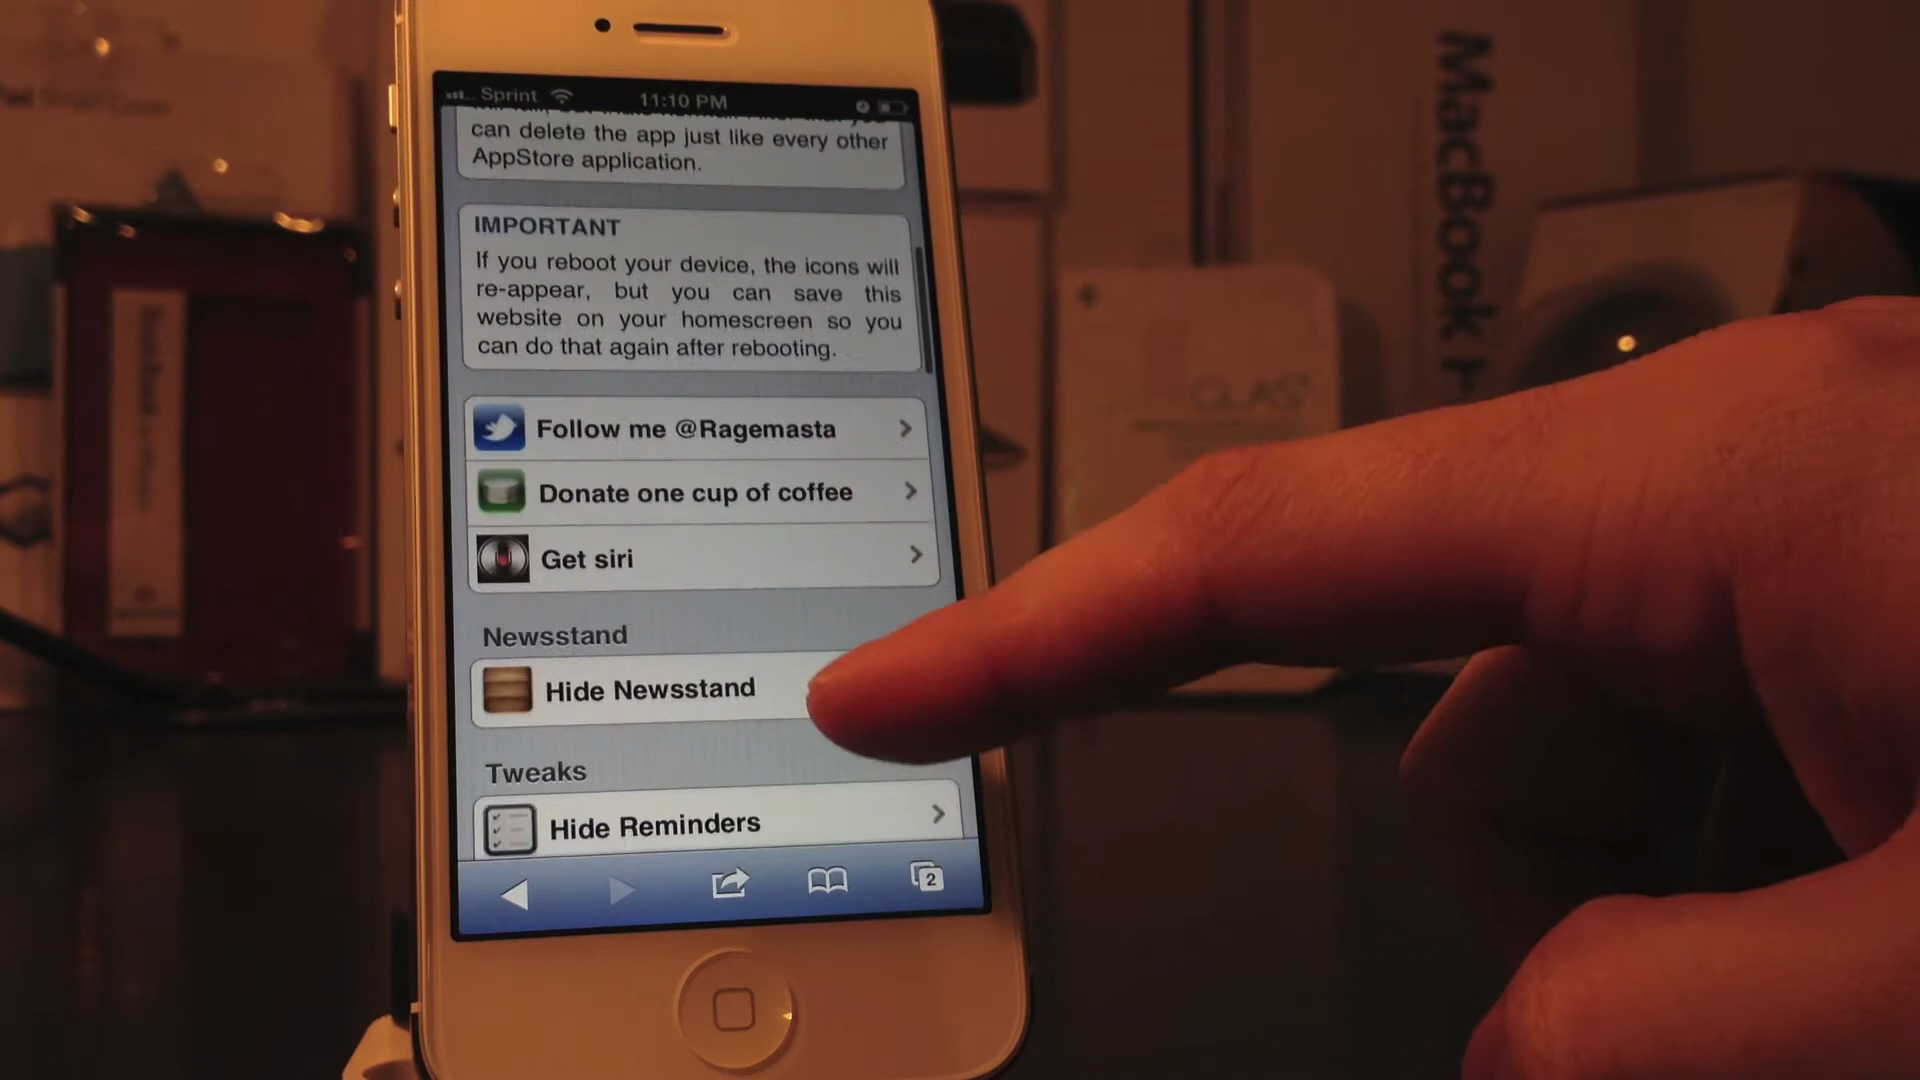 Sprint 11:10 PM
can delete the app just like every other
AppStore application.
IMPORTANT
If you reboot your device, the icons will
re-appear, but you can save this
website on your homescreen so you
can do that again after rebooting.
Follow me @Ragemasta
Donate one cup of coffee
Get siri
Newsstand
Hide Newsstand
Tweaks
Hide Reminders
2
MacBook
Smart Cover